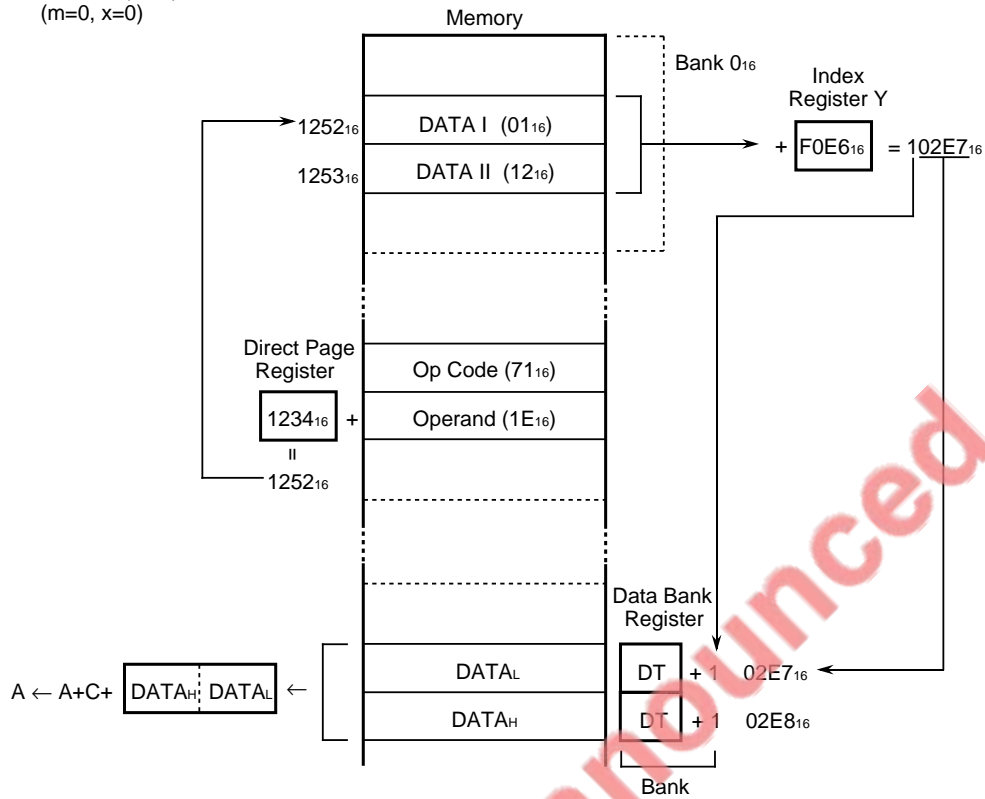 (m=0, x=0)
Memory
Bank 0₁₆
Index
Register Y
1252₁₆
DATA I (01₁₆)
+ F0E6₁₆ = 102E7₁₆
1253₁₆
DATA II (12₁₆)
Direct Page
Register
Op Code (71₁₆)
1234₁₆ +
Operand (1E₁₆)
=
1252₁₆
Data Bank
Register
DATAL
DT + 1 02E7₁₆
A ← A+C+ DATAH DATAL ←
DATAH
DT + 1 02E8₁₆
Bank
nounced